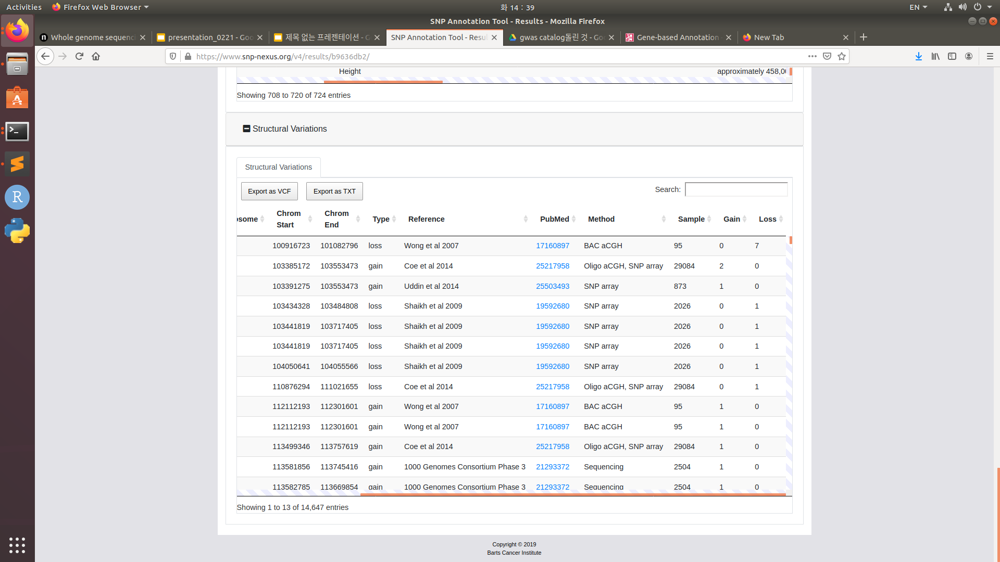 Activities Firefox Web Browser 화 14 : 39 EN
SNP Annotation Tool - Results - Mozilla Firefox
Whole genome sequenc presentation_0221 - Goo 제목 없는 프레젠테이션 - G SNP Annotation Tool - Resul gwas catalog돌린 것 - Goo Gene-based Annotation New Tab
https://www.snp-nexus.org/v4/results/b9636db2/
Height approximately 458,00
Showing 708 to 720 of 724 entries
Structural Variations
Structural Variations
Export as VCF Export as TXT Search:
osome Chrom Start Chrom End Type Reference PubMed Method Sample Gain Loss
100916723 101082796 loss Wong et al 2007 17160897 BAC aCGH 95 0 7
103385172 103553473 gain Coe et al 2014 25217958 Oligo aCGH, SNP array 29084 2 0
103391275 103553473 gain Uddin et al 2014 25503493 SNP array 873 1 0
103434328 103484808 loss Shaikh et al 2009 19592680 SNP array 2026 0 1
103441819 103717405 loss Shaikh et al 2009 19592680 SNP array 2026 0 1
103441819 103717405 loss Shaikh et al 2009 19592680 SNP array 2026 0 1
104050641 104055566 loss Shaikh et al 2009 19592680 SNP array 2026 0 1
110876294 111021655 loss Coe et al 2014 25217958 Oligo aCGH, SNP array 29084 0 1
112112193 112301601 gain Wong et al 2007 17160897 BAC aCGH 95 1 0
112112193 112301601 gain Wong et al 2007 17160897 BAC aCGH 95 1 0
113499346 113757619 gain Coe et al 2014 25217958 Oligo aCGH, SNP array 29084 1 0
113581856 113745416 gain 1000 Genomes Consortium Phase 3 21293372 Sequencing 2504 1 0
113582785 113669854 gain 1000 Genomes Consortium Phase 3 21293372 Sequencing 2504 1 0
Showing 1 to 13 of 14,647 entries
Copyright © 2019
Barts Cancer Institute